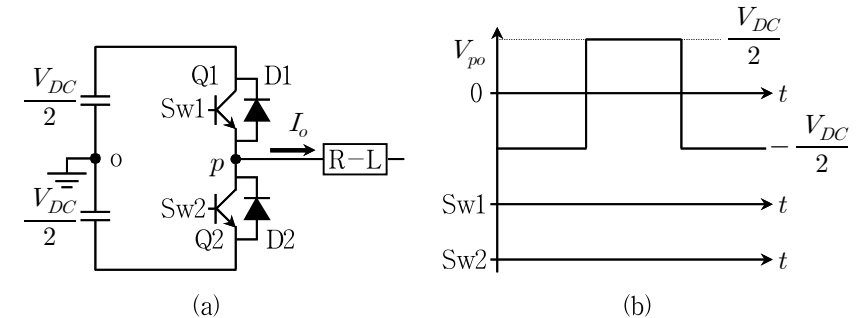 V_DC/2
V_DC/2
o
Q1
D1
Sw1
I_o
p
R-L
Sw2
Q2
D2
(a)
V_po
V_DC/2
0
t
-V_DC/2
Sw1
t
Sw2
t
(b)